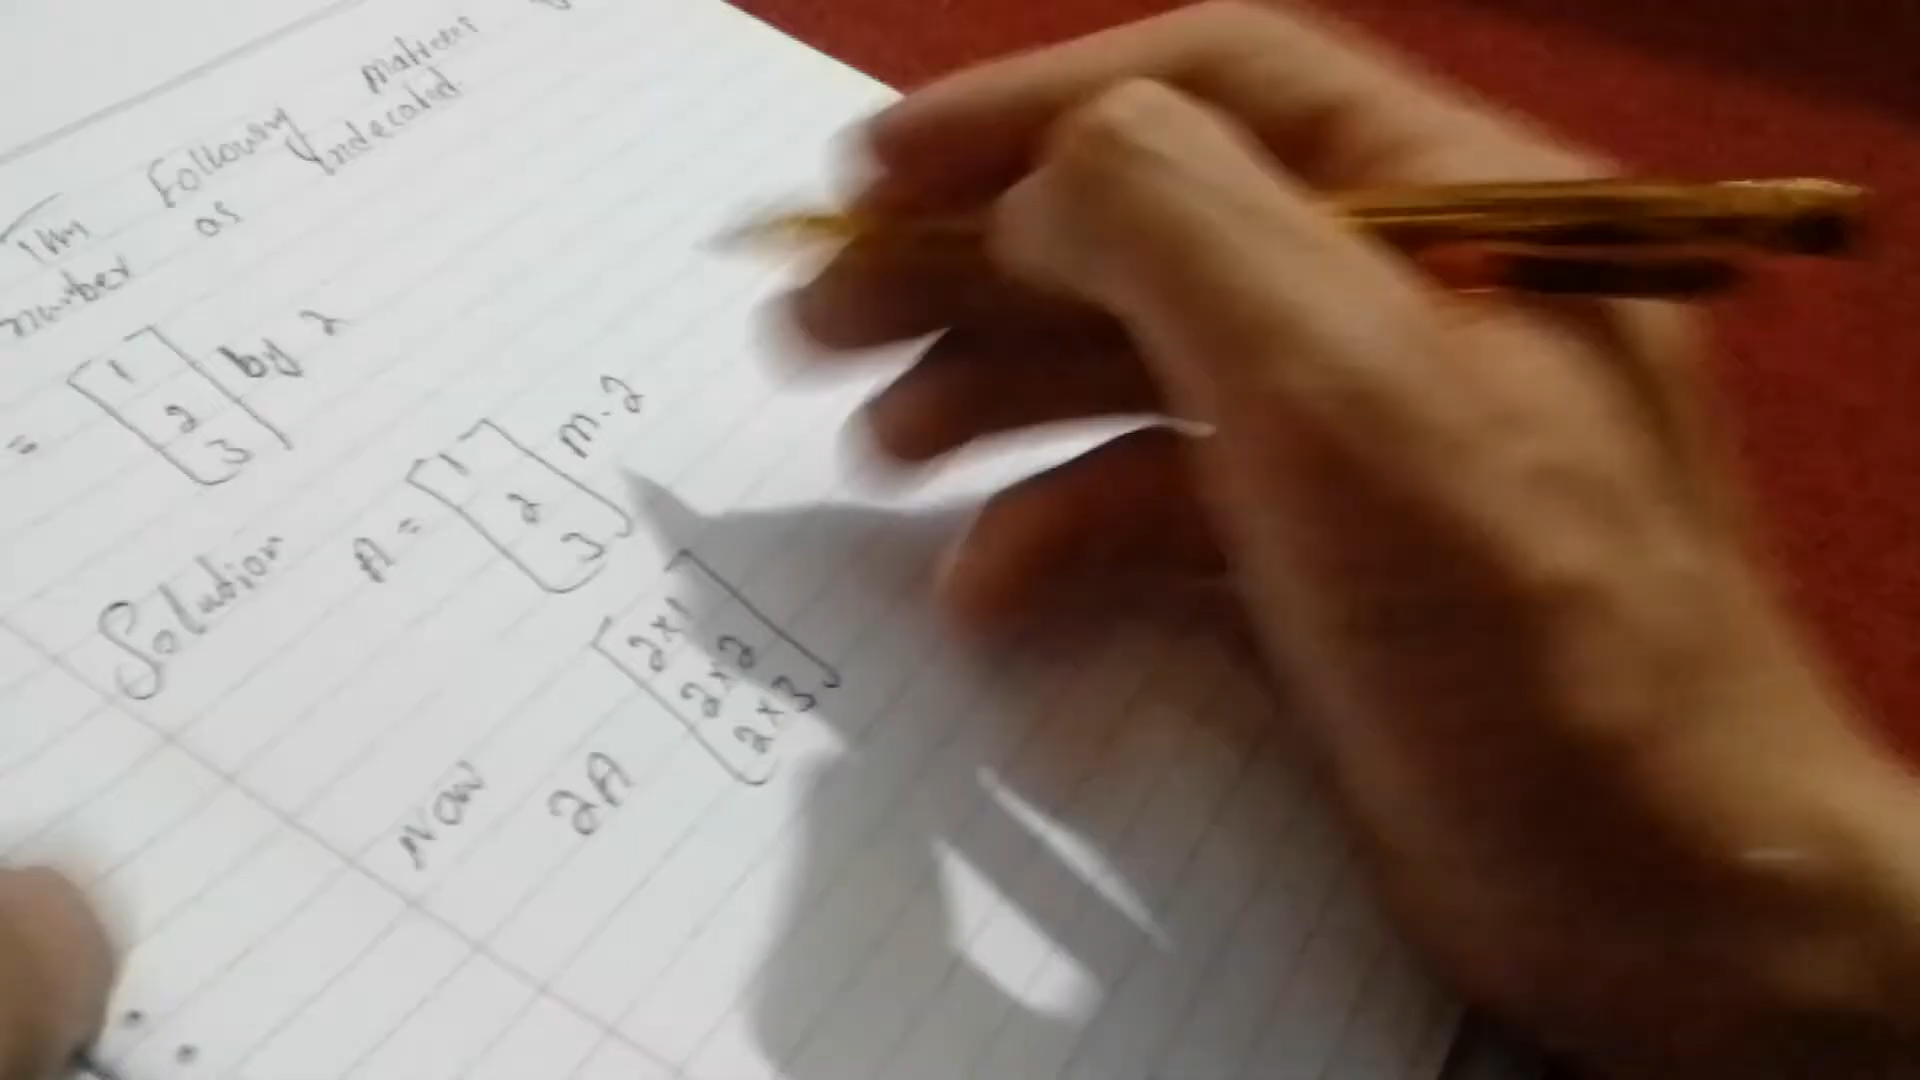 The Following matrices
number as Indecated
= [1 2 3] by 2
Solution A = [1 2 3] m. 2
Now 2A [2×1 2×2 2×3]